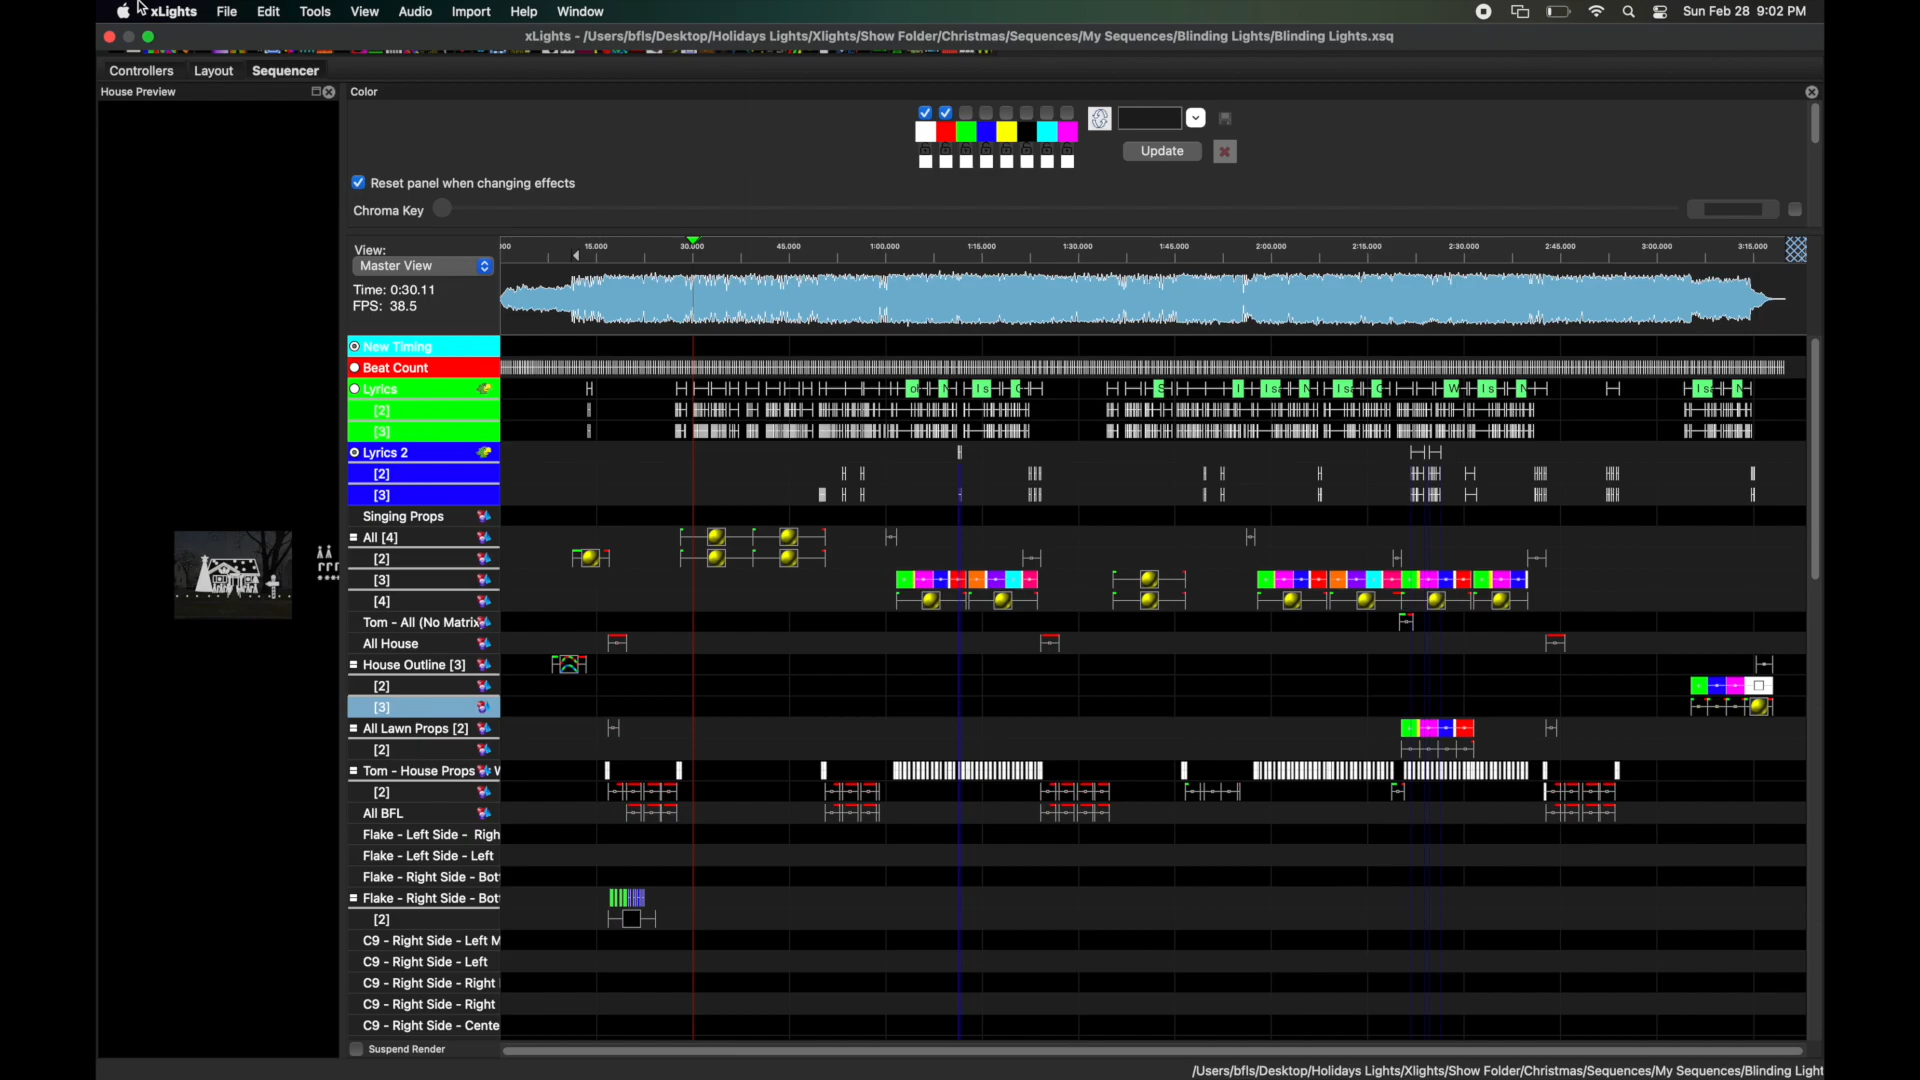 xLights File Edit Tools View Audio Import Help Window Sun Feb 28 9:02 PM
xLights - /Users/bfls/Desktop/Holidays Lights/Xlights/Show Folder/Christmas/Sequences/My Sequences/Blinding Lights/Blinding Lights.xsq
Controllers Layout Sequencer
House Preview Color
Update
Reset panel when changing effects
Chroma Key
View:
Master View
Time: 0:30.11
FPS: 38.5
15.000 30.000 45.000 1:00.000 1:15.000 1:30.000 1:45.000 2:00.000 2:15.000 2:30.000 2:45.000 3:00.000 3:15.000
New Timing
Beat Count
Lyrics
[2]
[3]
Lyrics 2
[2]
[3]
Singing Props
All [4]
[2]
[3]
[4]
Tom - All (No Matrix
All House
House Outline [3]
[2]
[3]
All Lawn Props [2]
[2]
Tom - House Props W
[2]
All BFL
Flake - Left Side - Righ
Flake - Left Side - Left
Flake - Right Side - Bot
Flake - Right Side - Bot
[2]
C9 - Right Side - Left M
C9 - Right Side - Left
C9 - Right Side - Right
C9 - Right Side - Right
C9 - Right Side - Cente
Suspend Render
/Users/bfls/Desktop/Holidays Lights/Xlights/Show Folder/Christmas/Sequences/My Sequences/Blinding Light